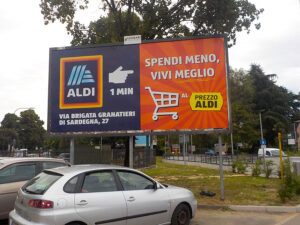 ALDI
1 MIN
VIA BRIGATA GRANATIERI
DI SARDEGNA, 27
SPENDI MENO,
VIVI MEGLIO
AL
PREZZO
ALDI